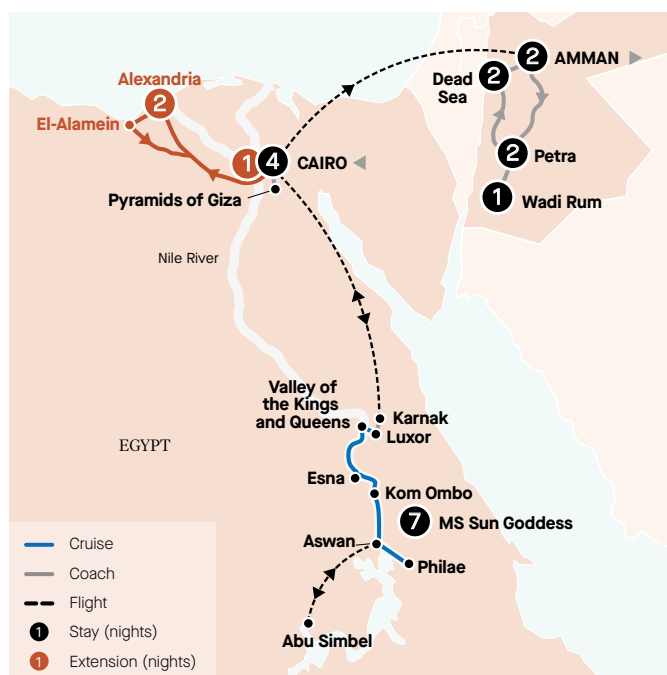 Alexandria
2
El-Alamein
1
4
CAIRO
Pyramids of Giza
2
AMMAN
Dead
Sea
2
2
Petra
1
Wadi Rum
Nile River
Valley of
the Kings
and Queens
Karnak
Luxor
EGYPT
Esna
Kom Ombo
7
MS Sun Goddess
Aswan
Philae
Abu Simbel
Cruise
Coach
Flight
1 Stay (nights)
1 Extension (nights)